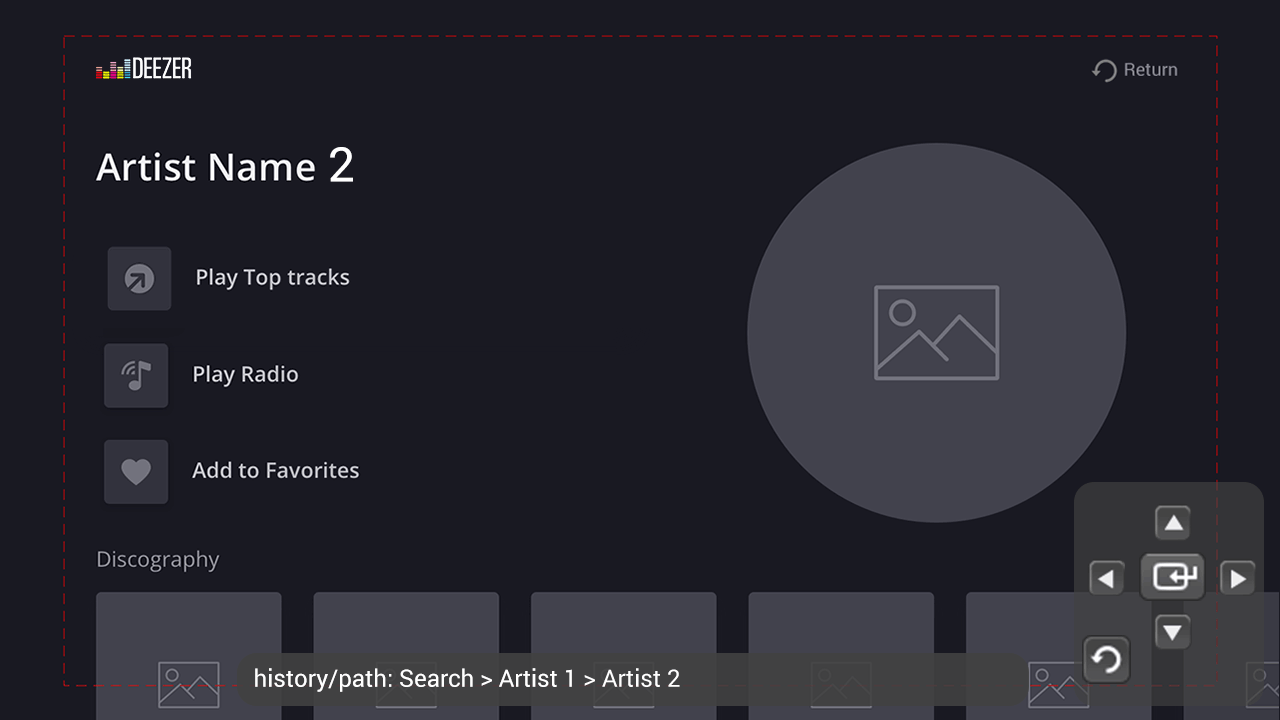 DEEZER
Return
Artist Name 2
Play Top tracks
Play Radio
Add to Favorites
Discography
history/path: Search > Artist 1 > Artist 2